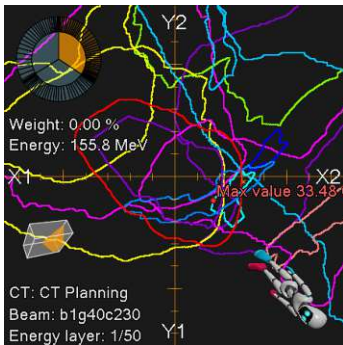 Y2
Weight: 0.00 %
Energy: 155.8 MeV
X1
X2
Max value 33.48
CT: CT Planning
Beam: b1g40c230
Energy layer: 1/50
Y1